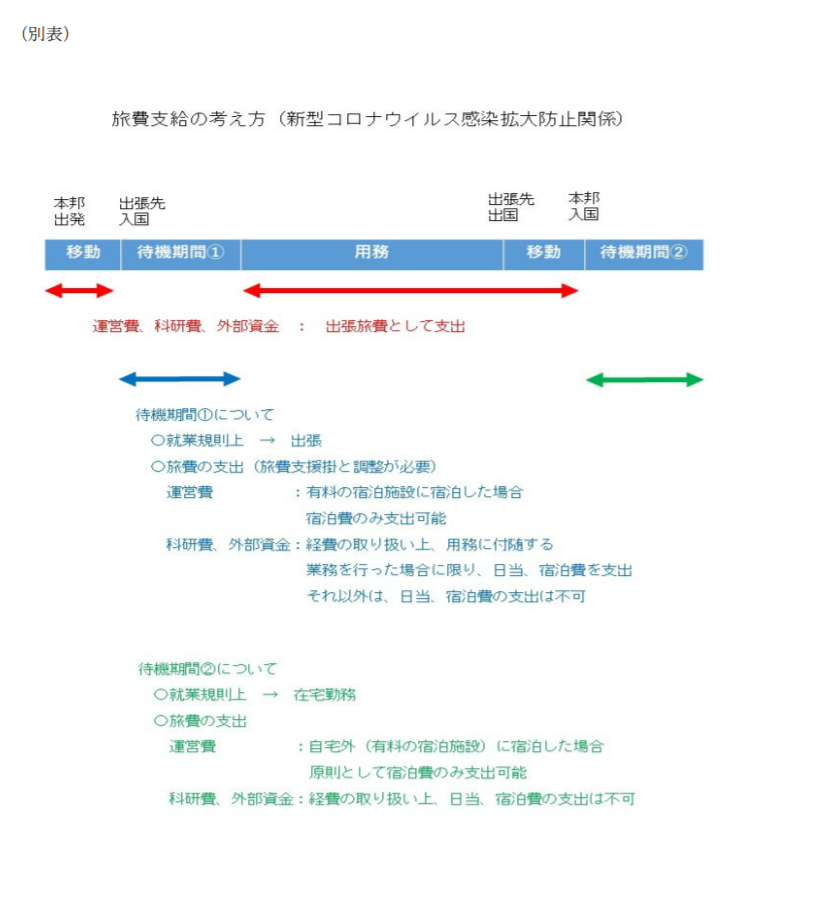 （別表）
旅費支給の考え方（新型コロナウイルス感染拡大防止関係）
本邦
出発
出張先
入国
出張先
出国
本邦
入国
移動
待機期間①
用務
移動
待機期間②
運営費、科研費、外部資金　：　出張旅費として支出
待機期間①について
○就業規則上　→　出張
○旅費の支出（旅費支援掛と調整が必要）
運営費　　　　　：有料の宿泊施設に宿泊した場合
宿泊費のみ支出可能
科研費、外部資金：経費の取り扱い上、用務に付随する
業務を行った場合に限り、日当、宿泊費を支出
それ以外は、日当、宿泊費の支出は不可
待機期間②について
○就業規則上　→　在宅勤務
○旅費の支出
運営費　　　　　：自宅外（有料の宿泊施設）に宿泊した場合
原則として宿泊費のみ支出可能
科研費、外部資金：経費の取り扱い上、日当、宿泊費の支出は不可